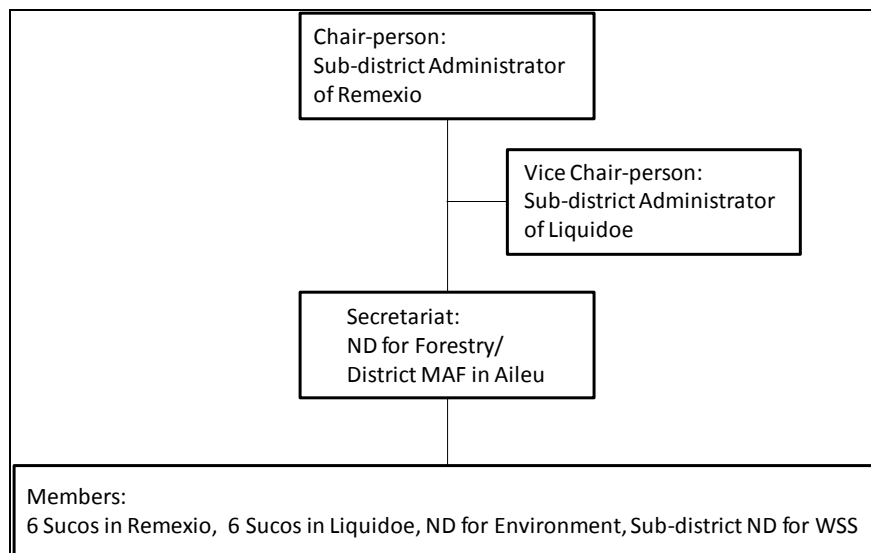 Chair-person:
Sub-district Administrator
of Remexio
Vice Chair-person:
Sub-district Administrator
of Liquidoe
Secretariat:
ND for Forestry/
District MAF in Aileu
Members:
6 Sucos in Remexio, 6 Sucos in Liquidoe, ND for Environment, Sub-district ND for WSS